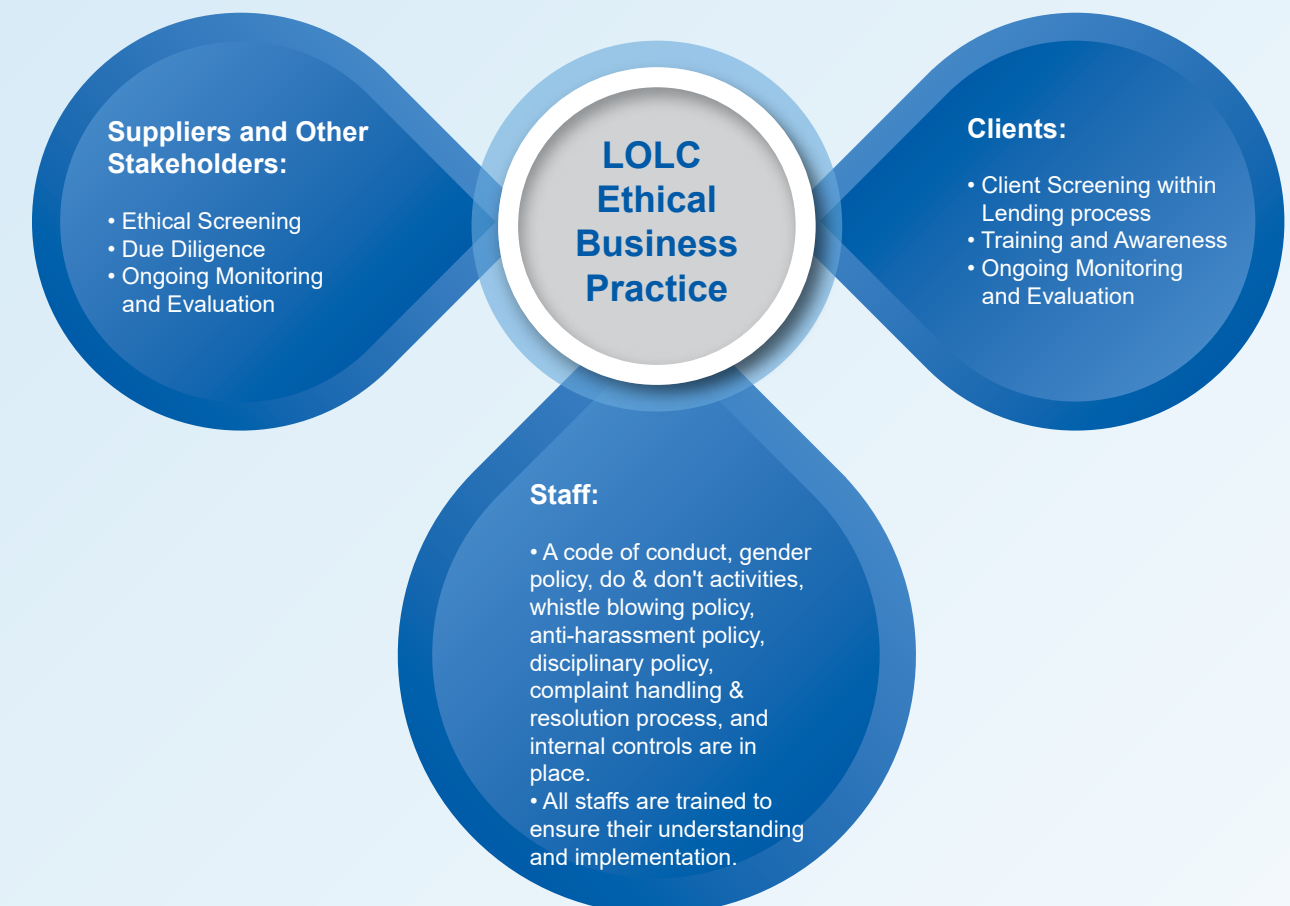 Suppliers and Other
Stakeholders:
• Ethical Screening
• Due Diligence
• Ongoing Monitoring
and Evaluation
LOLC
Ethical
Business
Practice
Clients:
• Client Screening within
Lending process
• Training and Awareness
• Ongoing Monitoring
and Evaluation
Staff:
• A code of conduct, gender
policy, do & don't activities,
whistle blowing policy,
anti-harassment policy,
disciplinary policy,
complaint handling &
resolution process, and
internal controls are in
place.
• All staffs are trained to
ensure their understanding
and implementation.